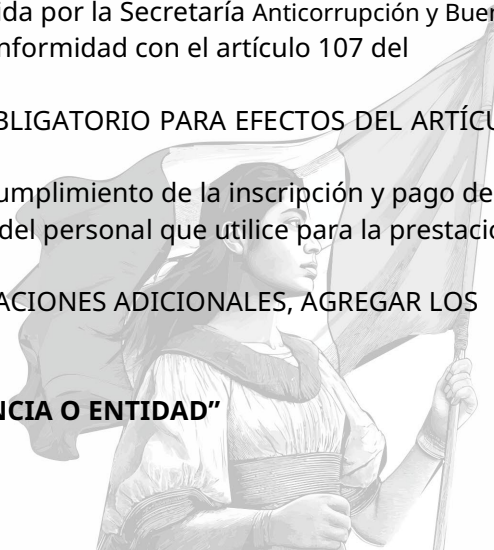 ida por la Secretaría Anticorrupción y Buen
nformidad con el artículo 107 del
BLIGATORIO PARA EFECTOS DEL ARTÍCU
umplimiento de la inscripción y pago de
del personal que utilice para la prestació
ACIONES ADICIONALES, AGREGAR LOS
NCIA O ENTIDAD”